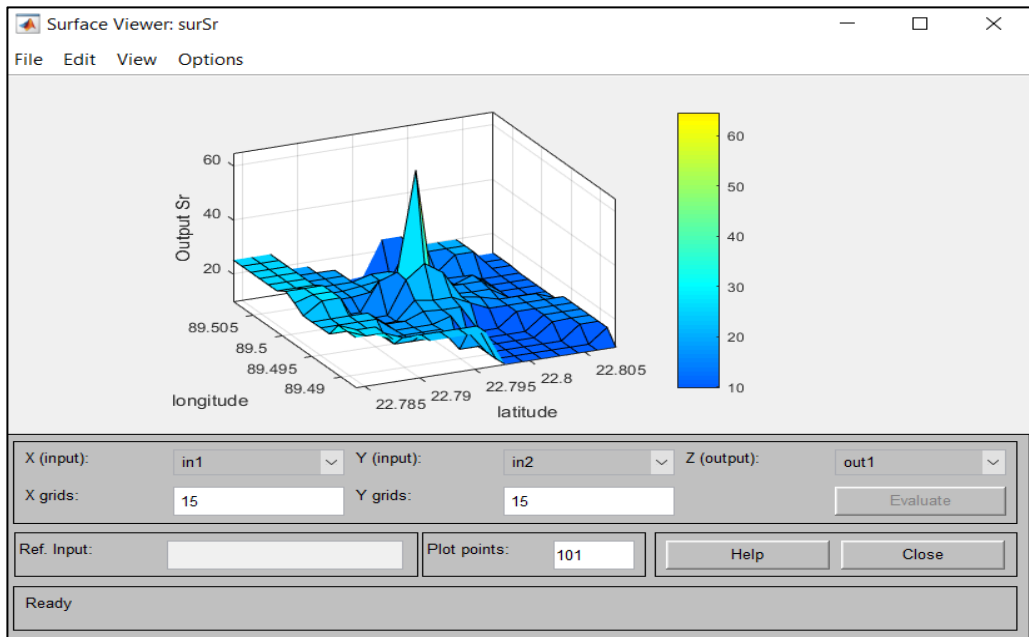 Surface Viewer: surSr
File Edit View Options
60
40
20
Output Sr
89.505
89.5
89.495
89.49
longitude
22.785 22.79 22.795 22.8 22.805
latitude
60
50
40
30
20
10
X (input): in1 Y (input): in2 Z (output): out1
X grids: 15 Y grids: 15 Evaluate
Ref. Input: Plot points: 101 Help Close
Ready